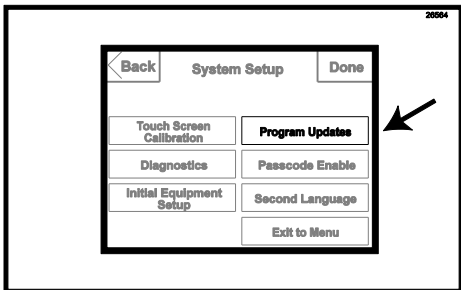 26564
Back
System Setup
Done
Touch Screen
Calibration
Program Updates
Diagnostics
Passcode Enable
Initial Equipment
Setup
Second Language
Exit to Menu